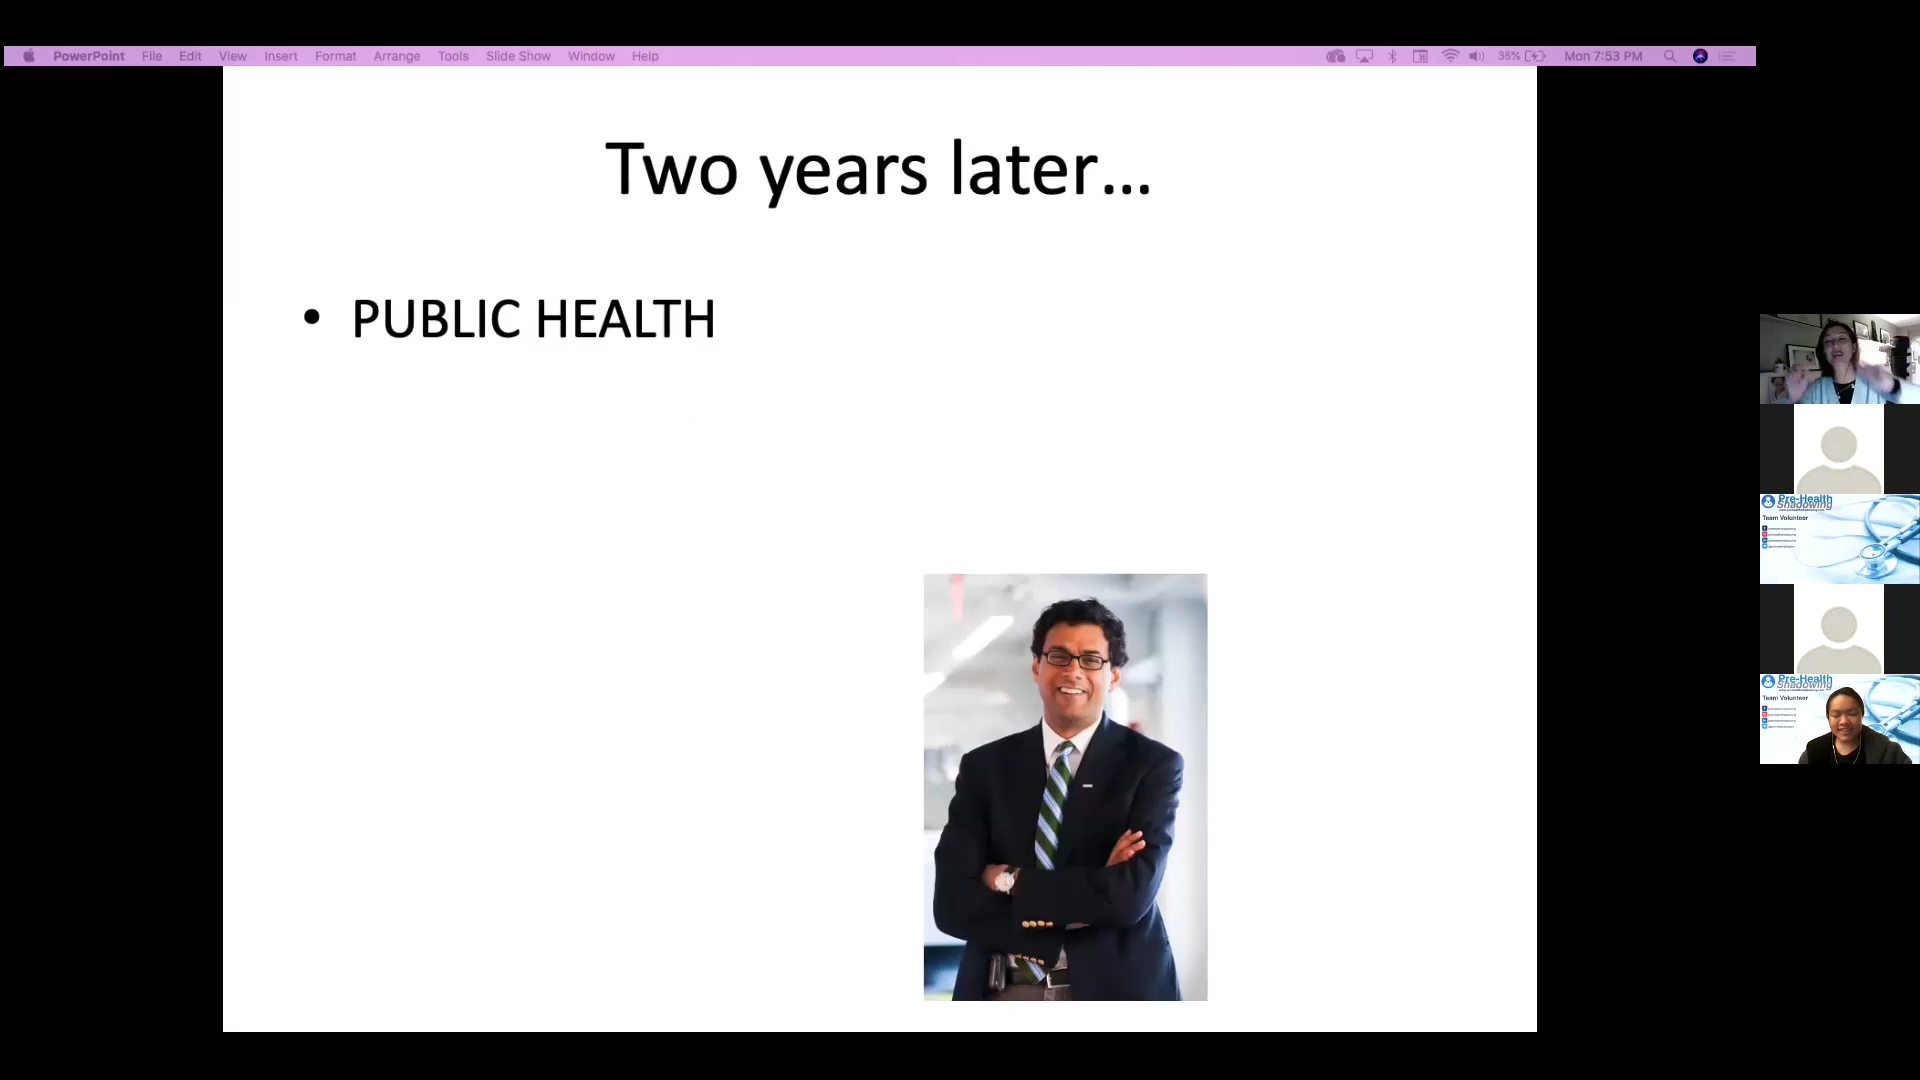 PowerPoint File Edit View Insert Format Arrange Tools Slide Show Window Help 35% Mon 7:53 PM
Two years later...
• PUBLIC HEALTH
Pre-Health
Shadowing
Team Volunteer
Pre-Health
Shadowing
Team Volunteer